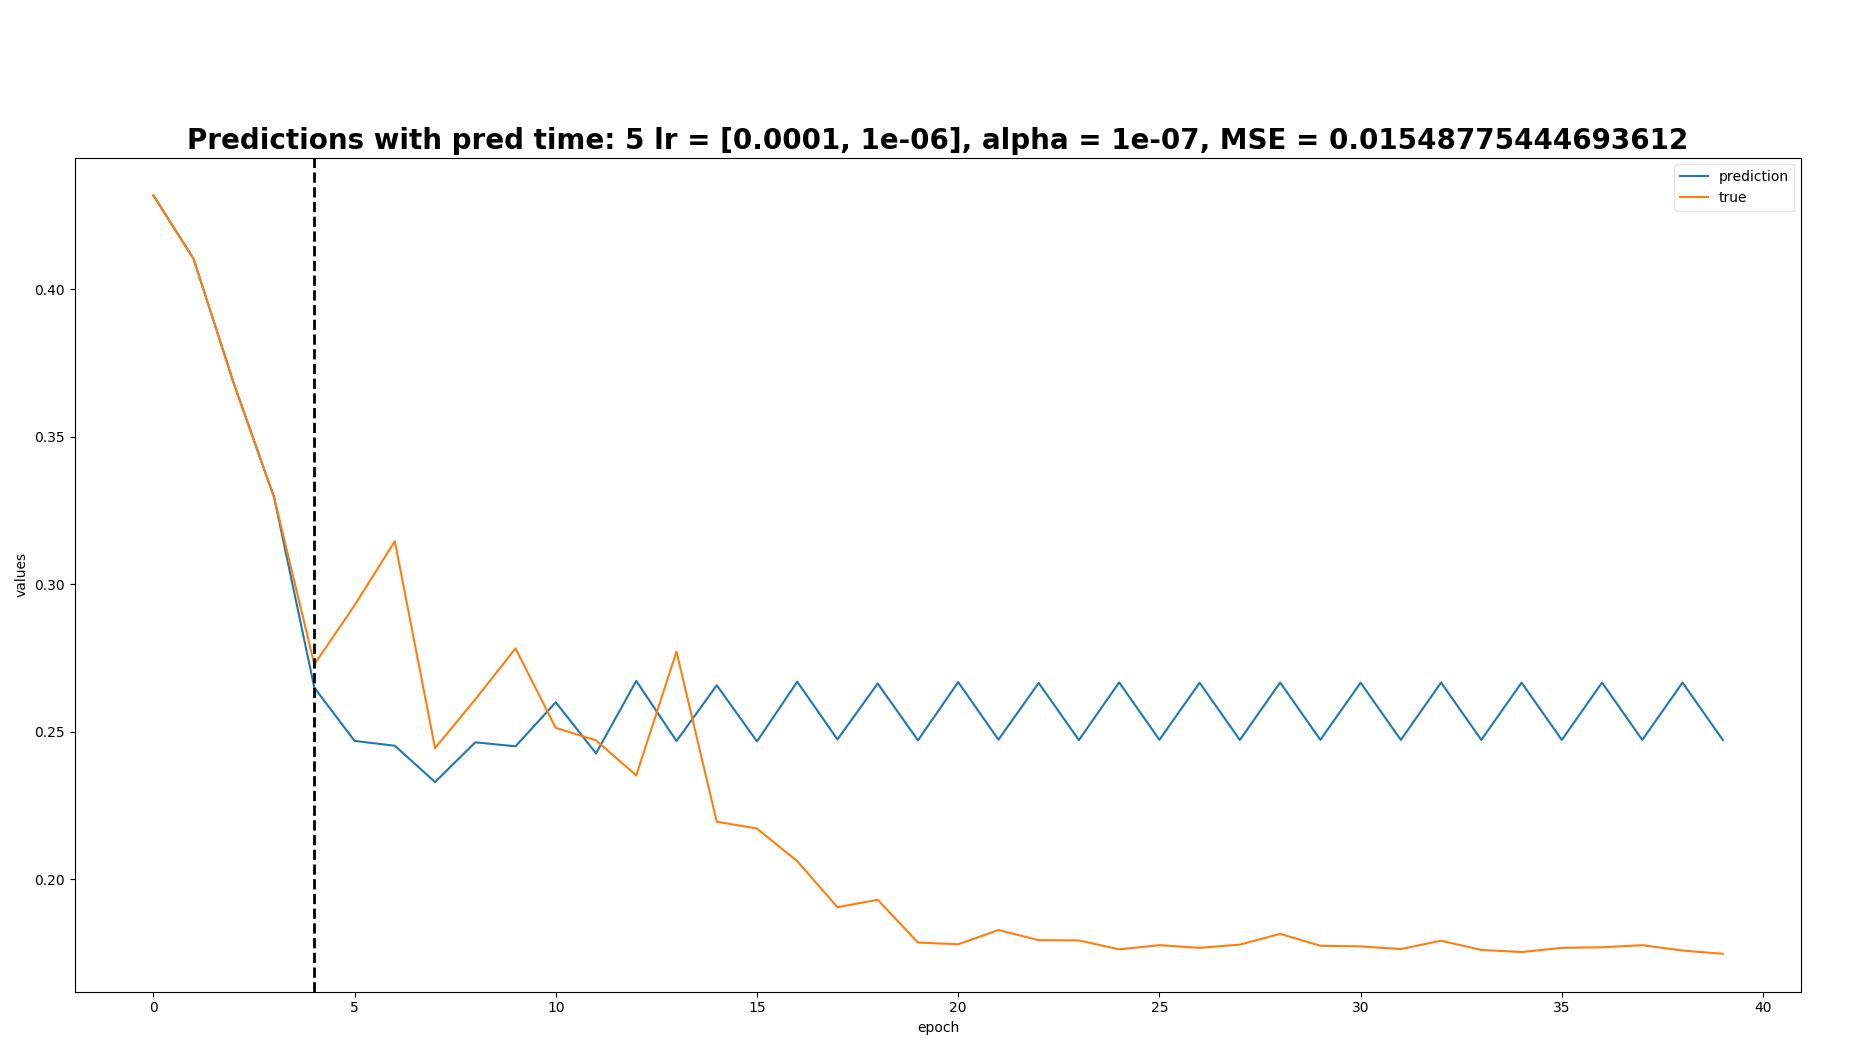 Predictions with pred time: 5 lr = [0.0001, 1e-06], alpha = 1e-07, MSE = 0.01548775444693612
prediction
true
0.40
0.35
0.30
0.25
0.20
values
0 5 10 15 20 25 30 35 40
epoch